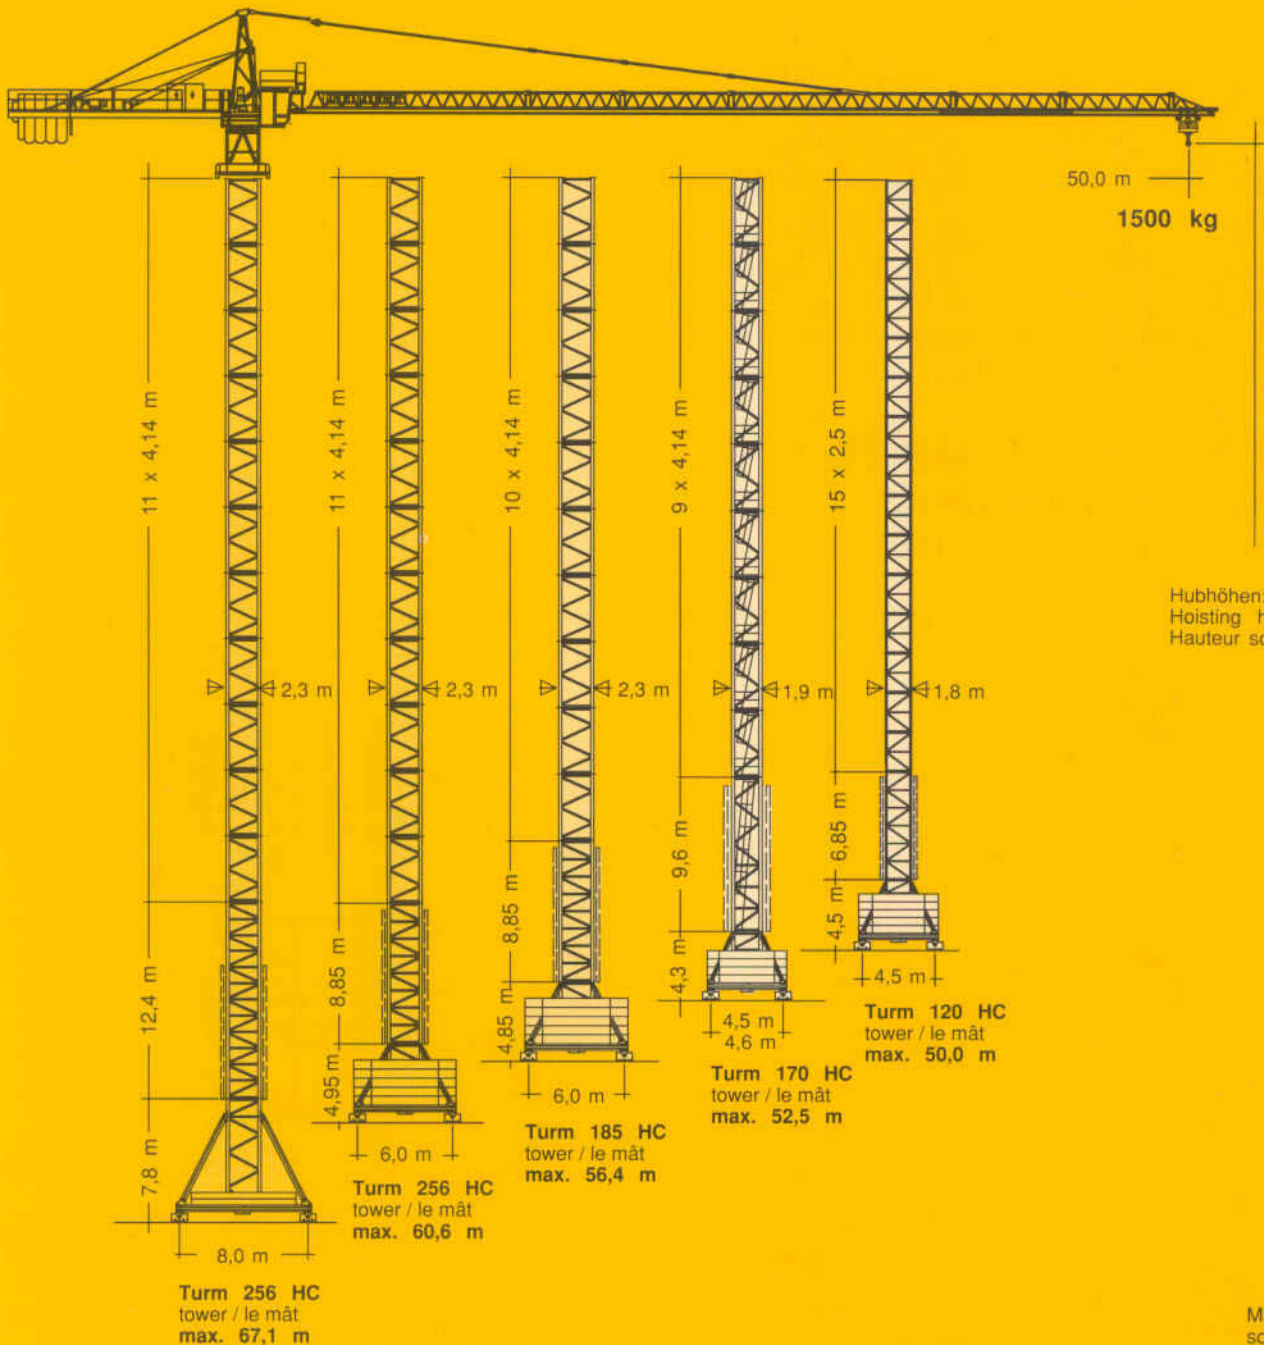 50,0 m
1500 kg
11 x 4,14 m
11 x 4,14 m
10 x 4,14 m
9 x 4,14 m
15 x 2,5 m
Hubhöhen:
Hoisting h
Hauteur so
2,3 m
2,3 m
2,3 m
1,9 m
1,8 m
12,4 m
8,85 m
8,85 m
9,6 m
6,85 m
7,8 m
4,95 m
4,85 m
4,3 m
4,5 m
8,0 m
Turm 256 HC
tower / le mât
max. 67,1 m
6,0 m
Turm 256 HC
tower / le mât
max. 60,6 m
6,0 m
Turm 185 HC
tower / le mât
max. 56,4 m
4,5 m
4,6 m
Turm 170 HC
tower / le mât
max. 52,5 m
4,5 m
Turm 120 HC
tower / le mât
max. 50,0 m